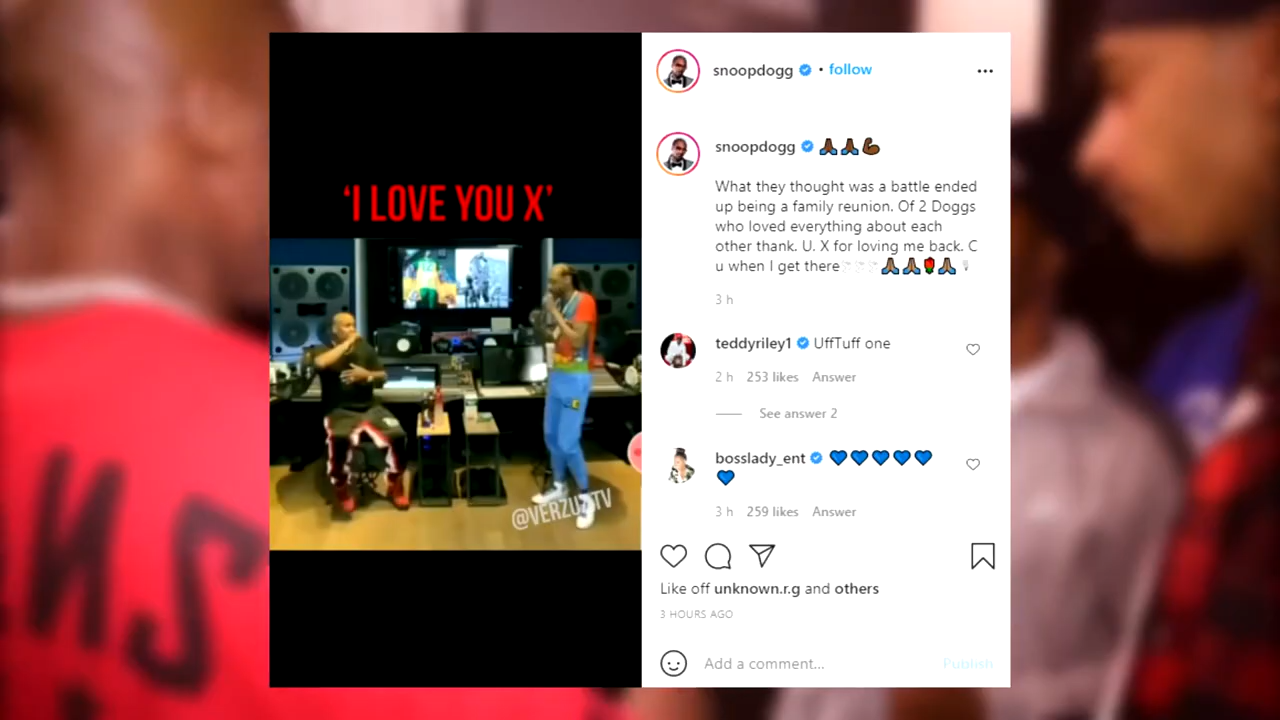 snoopdogg • follow
snoopdogg 🙏🏾🙏🏾💪🏾
What they thought was a battle ended
up being a family reunion. Of 2 Doggs
who loved everything about each
other thank. U. X for loving me back. C
u when I get there🕊🕊🕊🙏🏽🙏🏽🌹🙏🏽🎙
3 h
‘I LOVE YOU X’
@VERZUZTV
teddyriley1 UffTuff one
2 h 253 likes Answer
See answer 2
bosslady_ent 💙💙💙💙💙
💙
3 h 259 likes Answer
Like off unknown.r.g and others
3 HOURS AGO
Add a comment... Publish